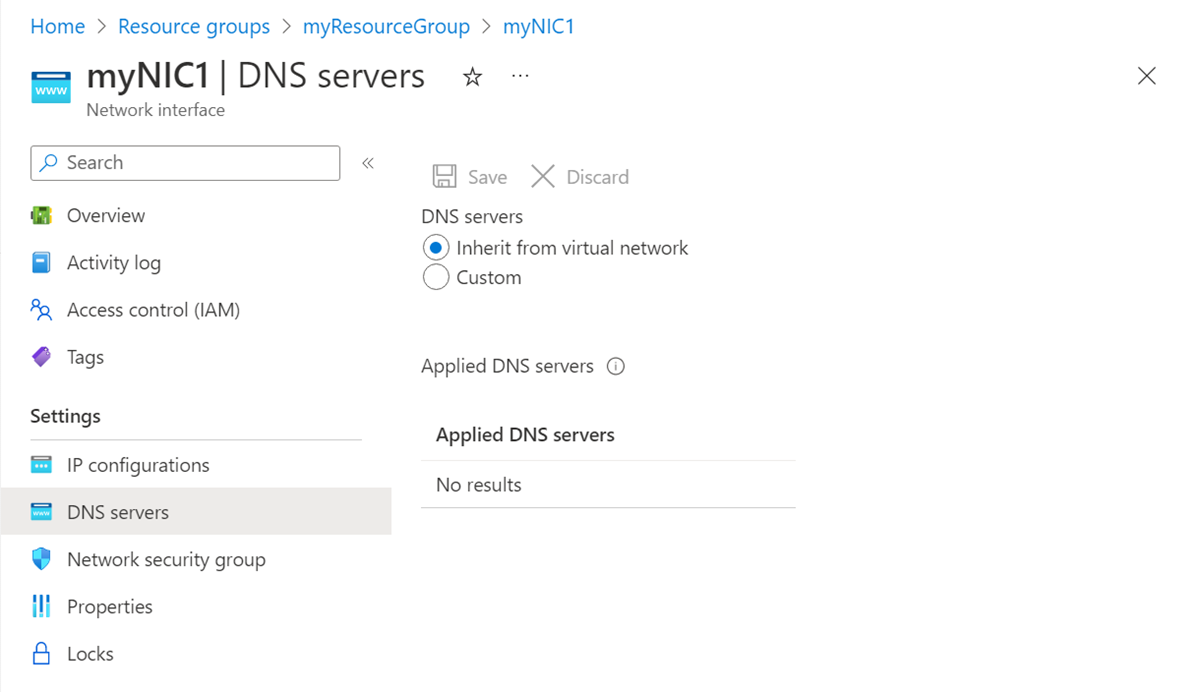 Home > Resource groups > myResourceGroup > myNIC1
myNIC1 | DNS servers
www
Network interface
Search
Overview
Activity log
Access control (IAM)
Tags
Settings
IP configurations
DNS servers
Network security group
Properties
Locks
Save Discard
DNS servers
Inherit from virtual network
Custom
Applied DNS servers
Applied DNS servers
No results